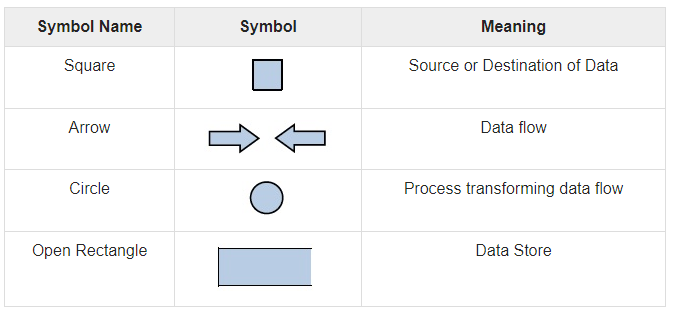 Symbol Name Symbol Meaning
Square Source or Destination of Data
Arrow Data flow
Circle Process transforming data flow
Open Rectangle Data Store